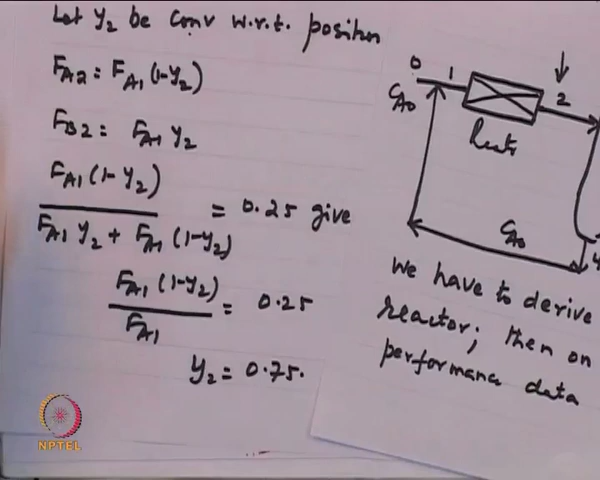 Let y2 be Conv w.r.t. position
FA2 = FA1 (1-y2)
FB2 = FA1 y2
FA1 (1-y2)
FA1 y2 + FA1 (1-y2)
= 0.25 give
FA1 (1-y2)
FA1
= 0.25
y2 = 0.75.
0
1
2
CA0
CA0
4
We have to derive
reactor; then on
performanc data
NPTEL